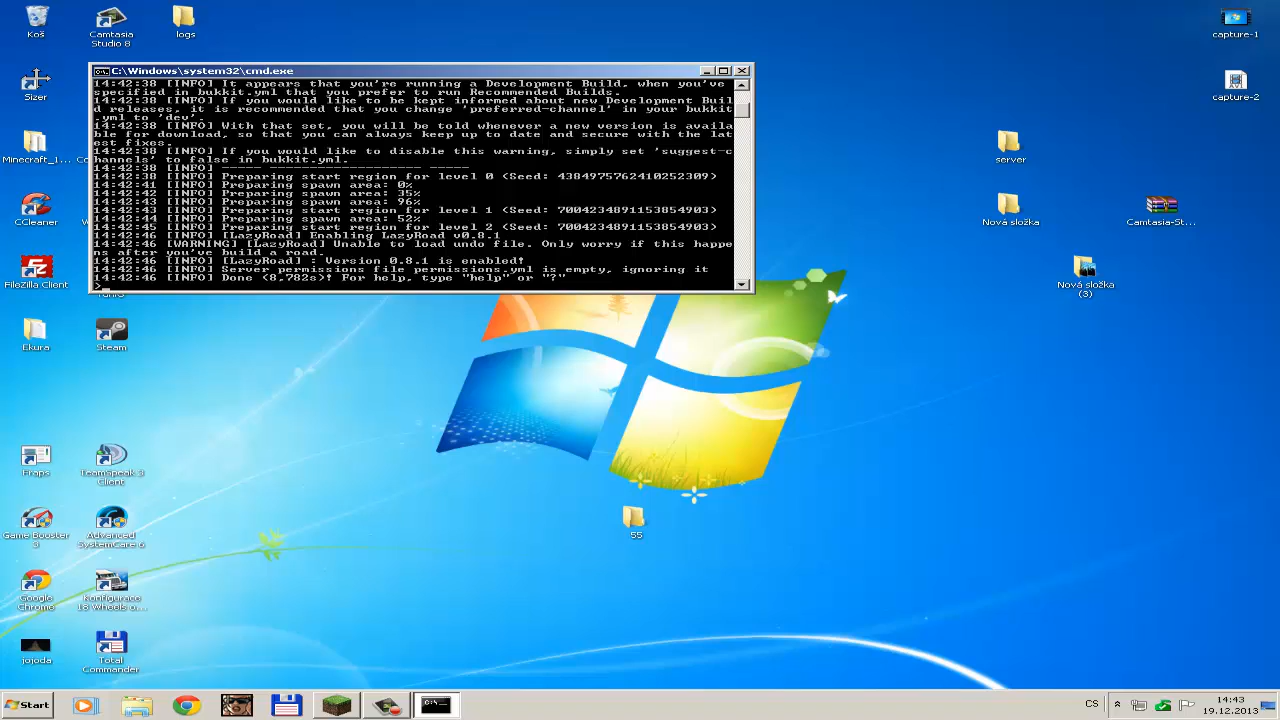 Koš
Camtasia
Studio 8
logs
capture-1
C:\Windows\system32\cmd.exe
14:42:38 [INFO] It appears that you're running a Development Build, when you've
specified in bukkit.yml that you prefer to run Recommended Builds.
14:42:38 [INFO] If you would like to be kept informed about new Development Buil
d releases, it is recommended that you change 'preferred-channel' in your bukkit
.yml to 'dev'.
14:42:38 [INFO] With that set, you will be told whenever a new version is availa
ble for download, so that you can always keep up to date and secure with the lat
est fixes.
14:42:38 [INFO] If you would like to disable this warning, simply set 'suggest-c
hannels' to false in bukkit.yml.
14:42:38 [INFO] ----- ------------------- -----
14:42:38 [INFO] Preparing start region for level 0 (Seed: 4384975762410252309)
14:42:41 [INFO] Preparing spawn area: 0%
14:42:42 [INFO] Preparing spawn area: 35%
14:42:43 [INFO] Preparing spawn area: 96%
14:42:43 [INFO] Preparing start region for level 1 (Seed: 7004234891153854903)
14:42:44 [INFO] Preparing spawn area: 52%
14:42:45 [INFO] Preparing start region for level 2 (Seed: 7004234891153854903)
14:42:46 [INFO] [LazyRoad] Enabling LazyRoad v0.8.1
14:42:46 [WARNING] [LazyRoad] Unable to load undo file. Only worry if this happe
ns after you've build a road.
14:42:46 [INFO] [LazyRoad] : Version 0.8.1 is enabled!
14:42:46 [INFO] Server permissions file permissions.yml is empty, ignoring it
14:42:46 [INFO] Done (8,782s)! For help, type "help" or "?"
>_
Sizer
capture-2
Minecraft_1...
server
CCleaner
Nová složka
Camtasia-St...
FileZilla Client
Nová složka
(3)
Ekura
Steam
Fraps
TeamSpeak 3
Client
Game Booster
3
Advanced
SystemCare 6
55
Google
Chrome
Konfigurace
18 Wheels o...
jojoda
Total
Commander
Start
CS
14:43
19.12.2013